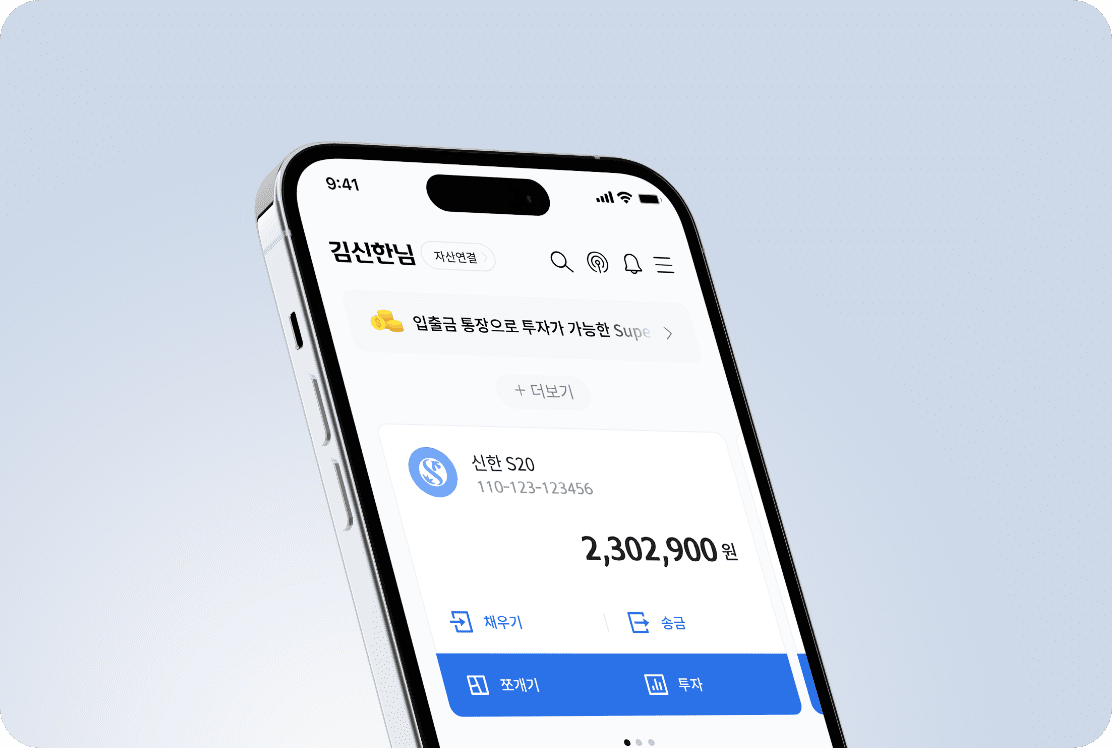 9:41
김신한님 자산연결
입출금 통장으로 투자가 가능한 Supe
+ 더보기
신한 S20
110-123-123456
2,302,900 원
채우기 송금
쪼개기 투자